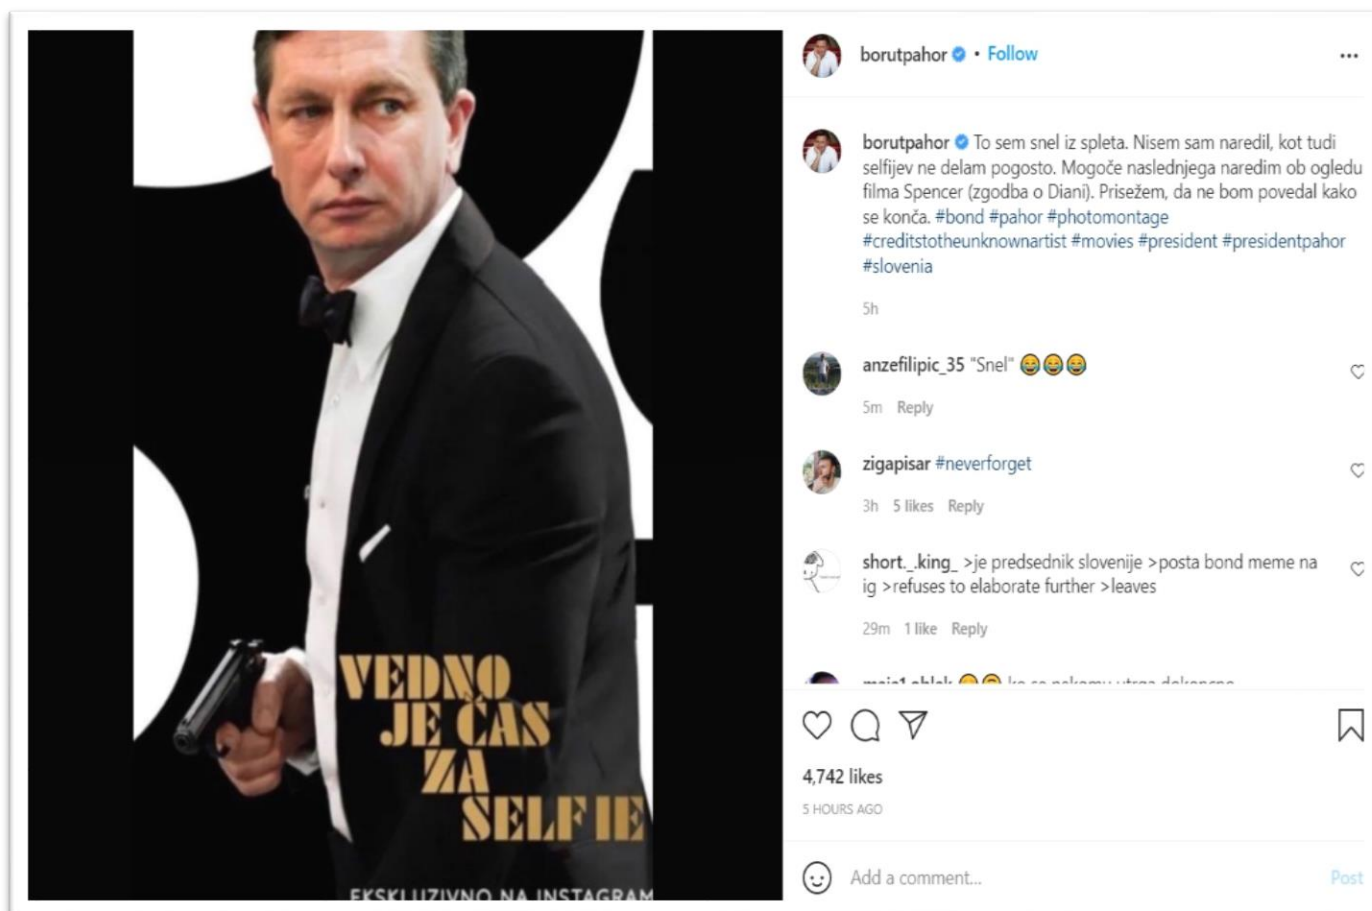 VEDNO
JE ČAS
ZA
SELFIE
EKSKLUZIVNO NA INSTAGRAM
borutpahor • Follow
borutpahor To sem snel iz spleta. Nisem sam naredil, kot tudi
selfijev ne delam pogosto. Mogoče naslednjega naredim ob ogledu
filma Spencer (zgodba o Diani). Prisežem, da ne bom povedal kako
se konča. #bond #pahor #photomontage
#creditstotheunknownartist #movies #president #presidentpahor
#slovenia
5h
anzefilipic_35 "Snel" 😂😂😂
5m Reply
zigapisar #neverforget
3h 5 likes Reply
short._.king_ >je predsednik slovenije >posta bond meme na
ig >refuses to elaborate further >leaves
29m 1 like Reply
4,742 likes
5 HOURS AGO
Add a comment...
Post